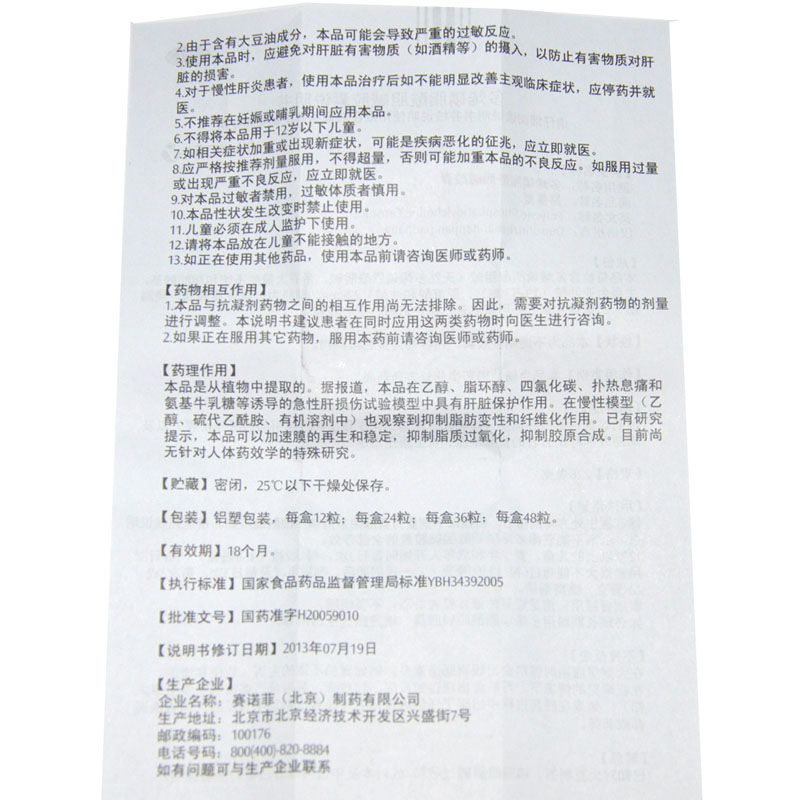 2.由于含有大豆油成分，本品可能会导致严重的过敏反应。
3.使用本品时，应避免对肝脏有害物质（如酒精等）的摄入，以防止有害物质对肝
脏的损害。
4.对于慢性肝炎患者，使用本品治疗后如不能明显改善主观临床症状，应停药并就
医。
5.不推荐在妊娠或哺乳期间应用本品。
6.不得将本品用于12岁以下儿童。
7.如相关症状加重或出现新症状，可能是疾病恶化的征兆，应立即就医。
8.应严格按推荐剂量服用，不得超量，否则可能加重本品的不良反应。如服用过量
或出现严重不良反应，应立即就医。
9.对本品过敏者禁用，过敏体质者慎用。
10.本品性状发生改变时禁止使用。
11.儿童必须在成人监护下使用。
12.请将本品放在儿童不能接触的地方。
13.如正在使用其他药品，使用本品前请咨询医师或药师。
【药物相互作用】
1.本品与抗凝剂药物之间的相互作用尚无法排除。因此，需要对抗凝剂药物的剂量
进行调整。本说明书建议患者在同时应用这两类药物时向医生进行咨询。
2.如果正在服用其它药物，服用本药前请咨询医师或药师。
【药理作用】
本品是从植物中提取的。据报道，本品在乙醇、脂环醇、四氯化碳、扑热息痛和
氨基半乳糖等诱导的急性肝损伤试验模型中具有肝脏保护作用。在慢性模型（乙
醇、硫代乙酰胺、有机溶剂中）也观察到抑制脂肪变性和纤维化作用。已有研究
提示，本品可以加速膜的再生和稳定，抑制脂质过氧化，抑制胶原合成。目前尚
无针对人体药效学的特殊研究。
【贮藏】密闭，25℃以下干燥处保存。
【包装】铝塑包装，每盒12粒；每盒24粒；每盒36粒；每盒48粒。
【有效期】18个月。
【执行标准】国家食品药品监督管理局标准YBH34392005
【批准文号】国药准字H20059010
【说明书修订日期】2013年07月19日
【生产企业】
企业名称：赛诺菲（北京）制药有限公司
生产地址：北京市北京经济技术开发区兴盛街7号
邮政编码：100176
电话号码：800(400)-820-8884
如有问题可与生产企业联系